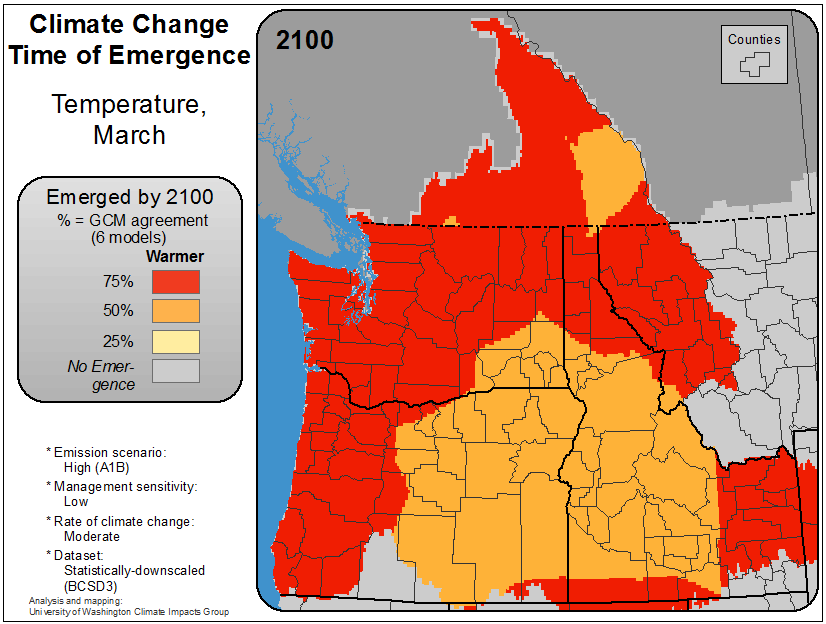 Climate Change
Time of Emergence
Temperature,
March
Emerged by 2100
% = GCM agreement
(6 models)
Warmer
75%
50%
25%
No Emer-
gence
* Emission scenario:
High (A1B)
* Management sensitivity:
Low
* Rate of climate change:
Moderate
* Dataset:
Statistically-downscaled
(BCSD3)
Analysis and mapping:
University of Washington Climate Impacts Group
2100
Counties